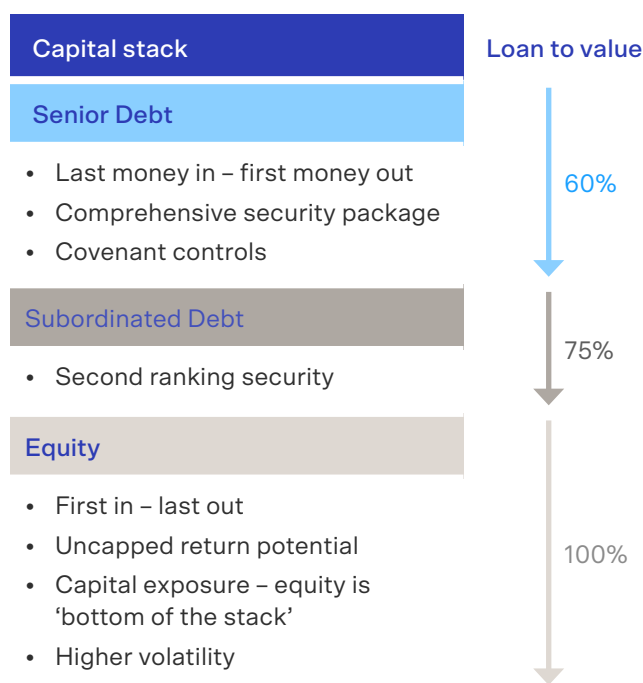 Capital stack
Loan to value
Senior Debt
• Last money in – first money out
• Comprehensive security package
• Covenant controls
60%
Subordinated Debt
• Second ranking security
75%
Equity
• First in – last out
• Uncapped return potential
• Capital exposure – equity is
‘bottom of the stack’
• Higher volatility
100%